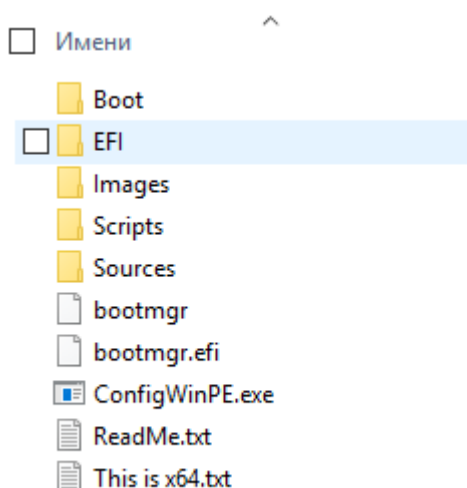 Имени
Boot
EFI
Images
Scripts
Sources
bootmgr
bootmgr.efi
ConfigWinPE.exe
ReadMe.txt
This is x64.txt